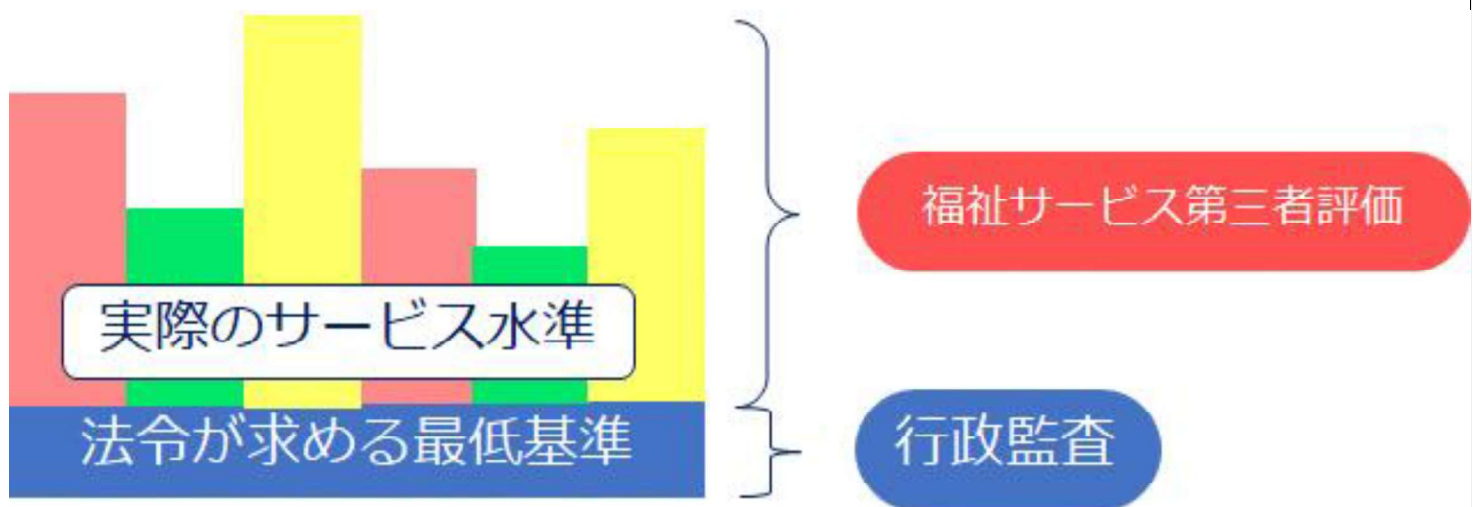 福祉サービス第三者評価
実際のサービス水準
法令が求める最低基準
行政監査